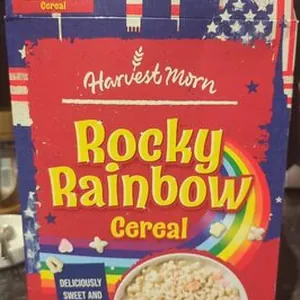 Cereal
Harvest Morn
Rocky
Rainbow
Cereal
DELICIOUSLY
SWEET AND